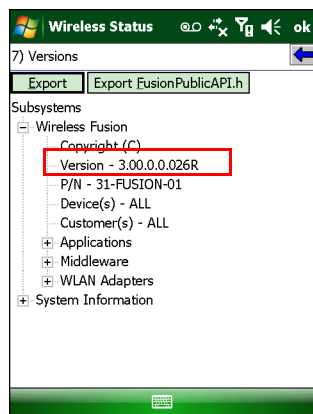 Wireless Status ok
7) Versions
Export Export FusionPublicAPI.h
Subsystems
Wireless Fusion
Copyright (C)
Version - 3.00.0.0.026R
P/N - 31-FUSION-01
Device(s) - ALL
Customer(s) - ALL
Applications
Middleware
WLAN Adapters
System Information